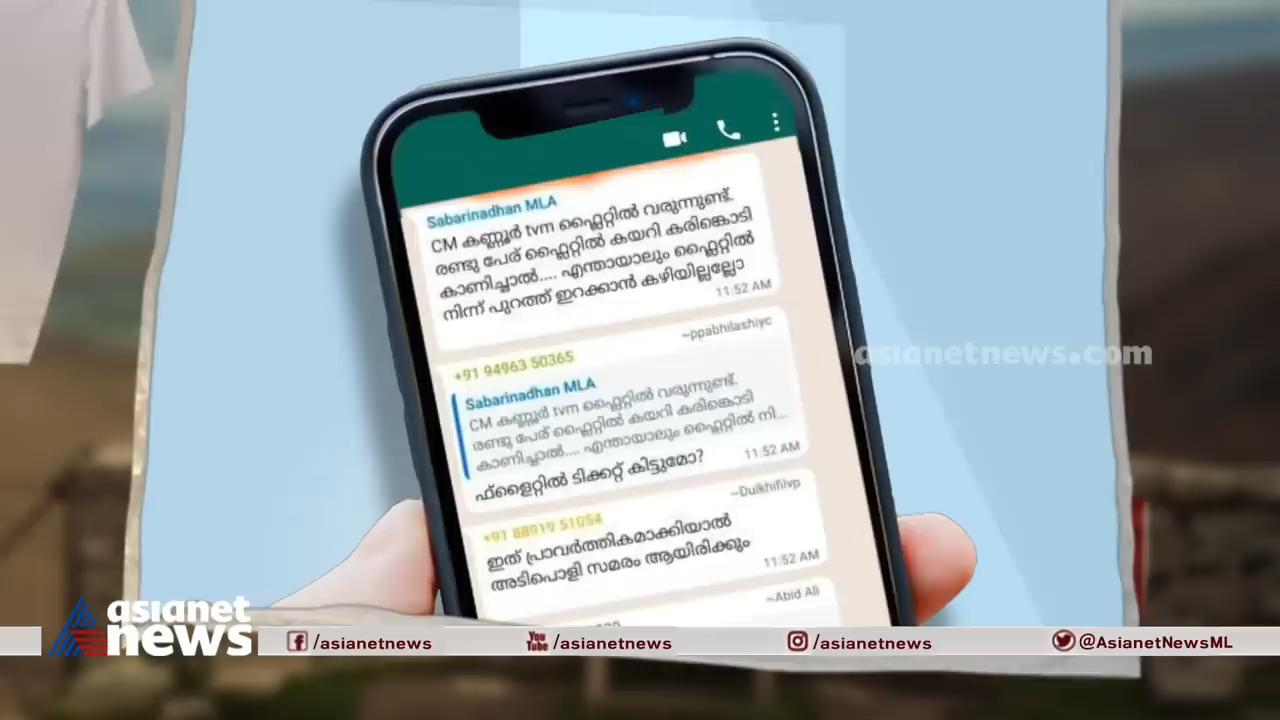 Sabarinadhan MLA
CM കണ്ണൂർ tvm ഫ്ലൈറ്റിൽ വരുന്നുണ്ട്.
രണ്ടു പേര് ഫ്ലൈറ്റിൽ കയറി കരിങ്കൊടി
കാണിച്ചാൽ.... എന്തായാലും ഫ്ലൈറ്റിൽ
നിന്ന് പുറത്ത് ഇറക്കാൻ കഴിയില്ലല്ലോ
11:52 AM
~ppabhilashiyc
+91 94963 50365
Sabarinadhan MLA
CM കണ്ണൂർ tvm ഫ്ലൈറ്റിൽ വരുന്നുണ്ട്.
രണ്ടു പേര് ഫ്ലൈറ്റിൽ കയറി കരിങ്കൊടി
കാണിച്ചാൽ.... എന്തായാലും ഫ്ലൈറ്റിൽ നി...
ഫ്ളൈറ്റിൽ ടിക്കറ്റ് കിട്ടുമോ?
11:52 AM
~Dulkhifilvp
+91 88919 51054
ഇത് പ്രാവർത്തികമാക്കിയാൽ
അടിപൊളി സമരം ആയിരിക്കും
11:52 AM
~Abid Ali
asianetnews.com
asianet
news
/asianetnews
You
Tube
/asianetnews
/asianetnews
@AsianetNewsML